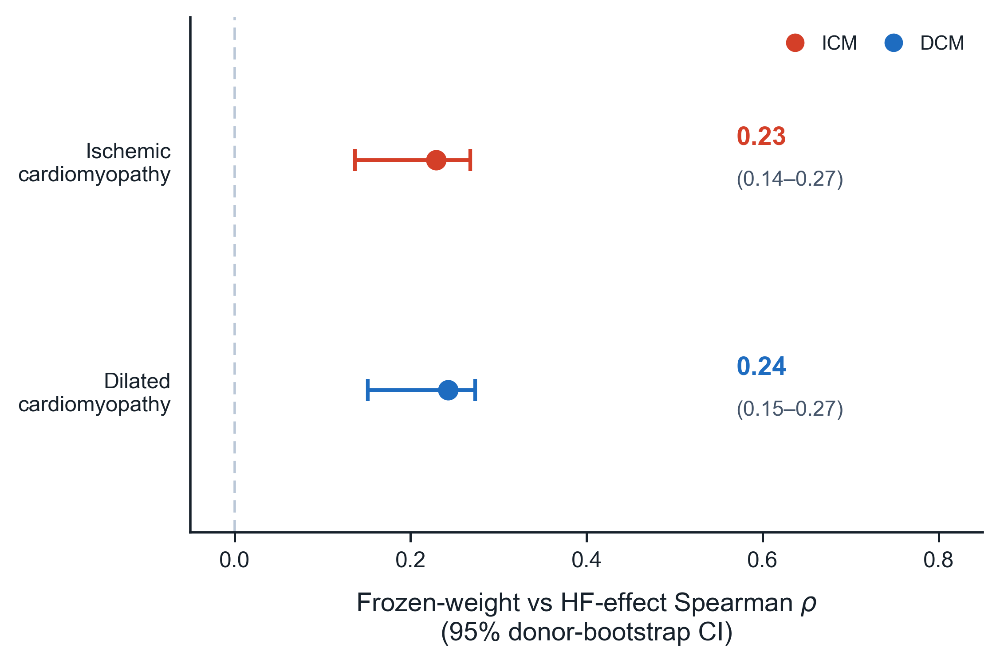 ICM
DCM
Ischemic
cardiomyopathy
0.23
(0.14–0.27)
Dilated
cardiomyopathy
0.24
(0.15–0.27)
0.0
0.2
0.4
0.6
0.8
Frozen-weight vs HF-effect Spearman ρ
(95% donor-bootstrap CI)